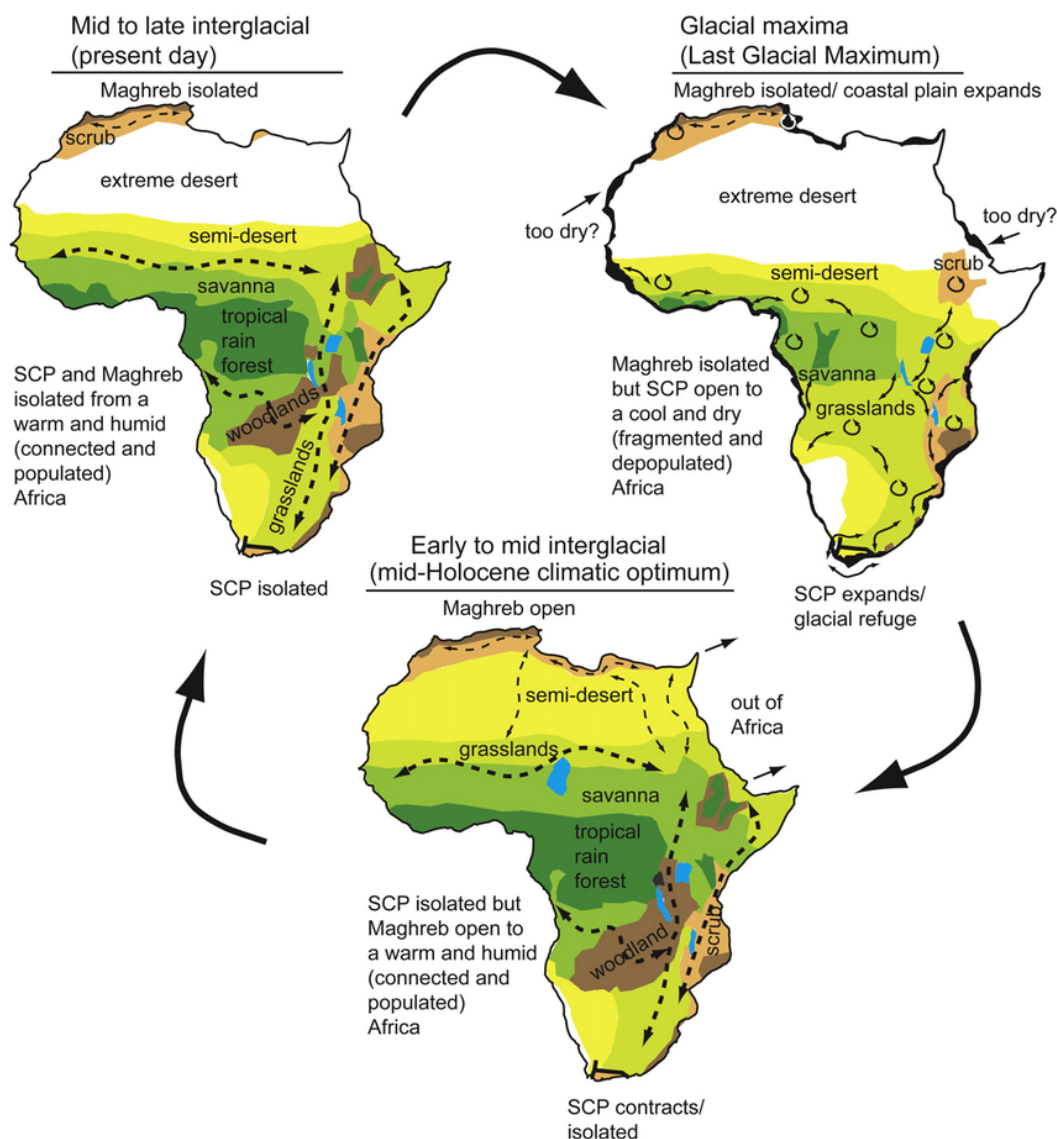 Mid to late interglacial
(present day)
Maghreb isolated
scrub
extreme desert
semi-desert
savanna
tropical
rain
forest
woodlands
grasslands
SCP and Maghreb
isolated from a
warm and humid
(connected and
populated)
Africa
SCP isolated
Glacial maxima
(Last Glacial Maximum)
Maghreb isolated/ coastal plain expands
extreme desert
too dry?
too dry?
scrub
semi-desert
savanna
grasslands
Maghreb isolated
but SCP open to
a cool and dry
(fragmented and
depopulated)
Africa
SCP expands/
glacial refuge
Early to mid interglacial
(mid-Holocene climatic optimum)
Maghreb open
semi-desert
out of
Africa
grasslands
savanna
tropical
rain
forest
woodland
scrub
SCP isolated but
Maghreb open to
a warm and humid
(connected and
populated)
Africa
SCP contracts/
isolated